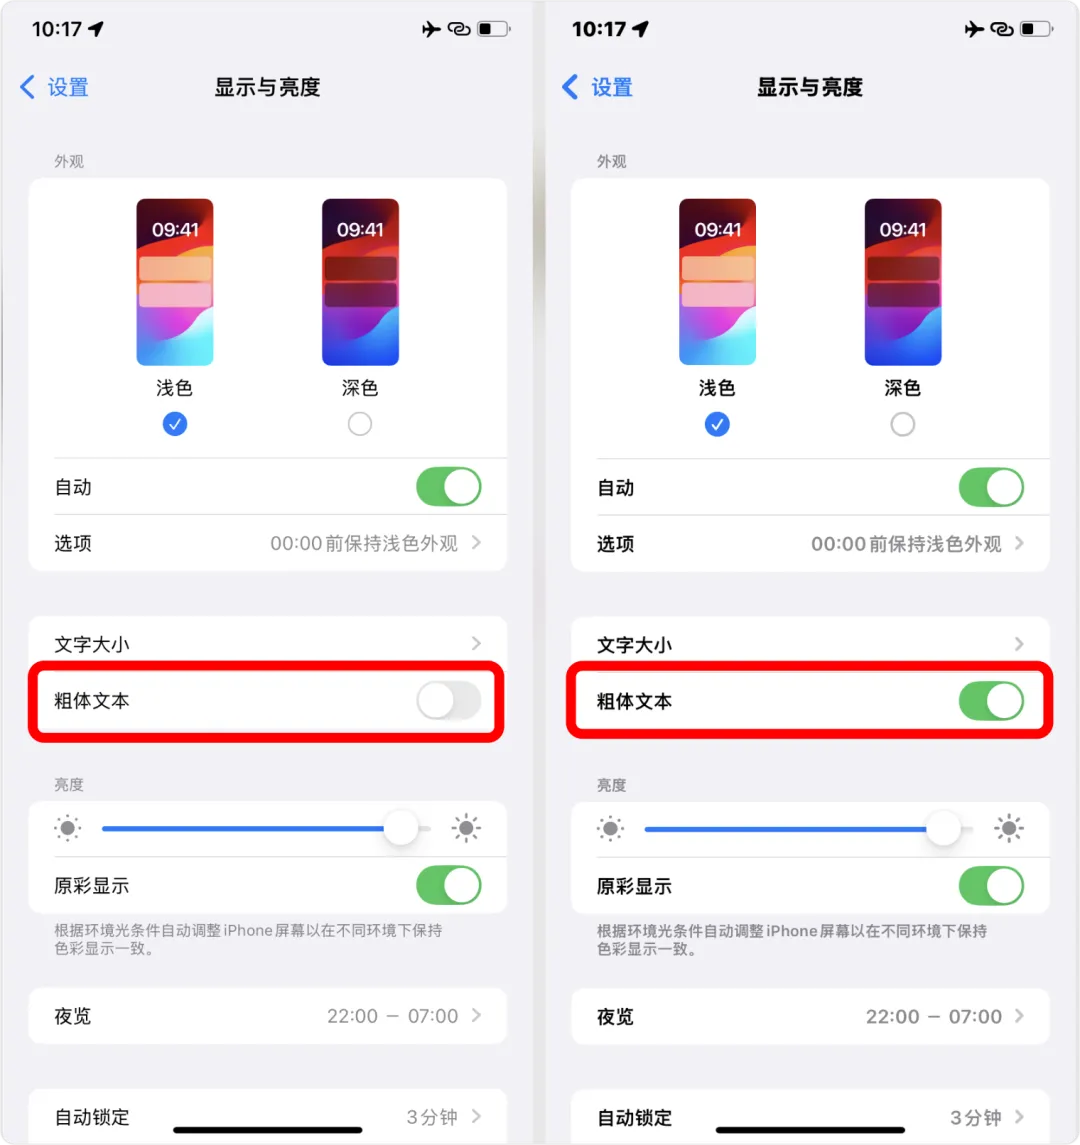 10:17
设置
显示与亮度
外观
09:41
09:41
浅色
深色
自动
选项
00:00前保持浅色外观
文字大小
粗体文本
亮度
原彩显示
根据环境光条件自动调整iPhone屏幕以在不同环境下保持
色彩显示一致。
夜览
22:00 – 07:00
自动锁定
3分钟
10:17
设置
显示与亮度
外观
09:41
09:41
浅色
深色
自动
选项
00:00前保持浅色外观
文字大小
粗体文本
亮度
原彩显示
根据环境光条件自动调整iPhone屏幕以在不同环境下保持
色彩显示一致。
夜览
22:00 – 07:00
自动锁定
3分钟